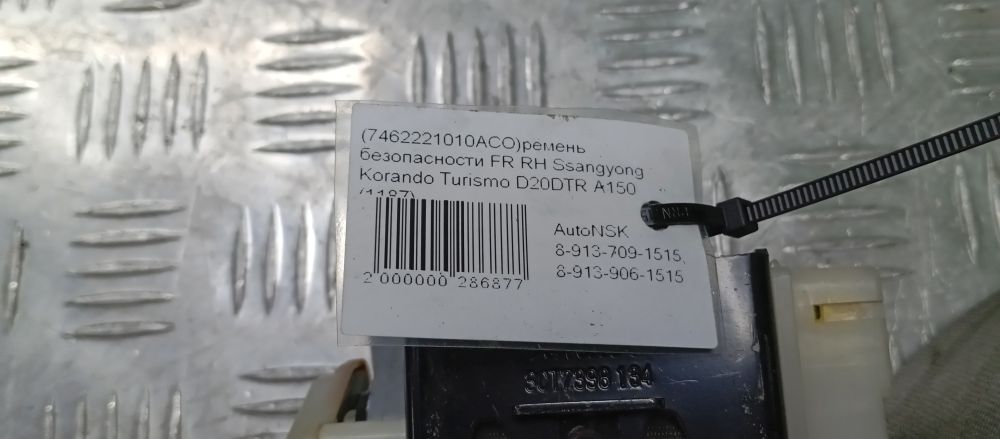 (7462221010ACO)ремень
безопасности FR RH Ssangyong
Korando Turismo D20DTR A150
(1187)
AutoNSK
8-913-709-1515,
8-913-906-1515
2 000000 286877